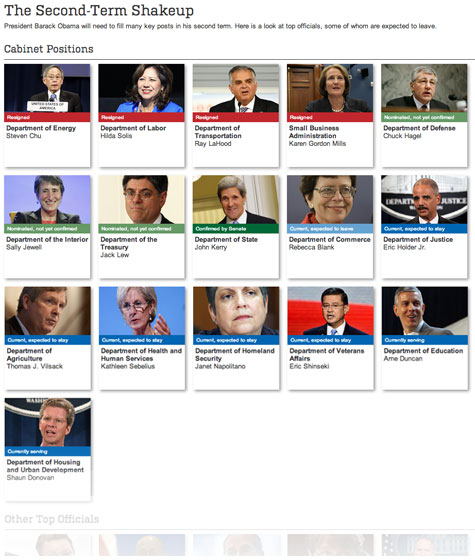 The Second-Term Shakeup
President Barack Obama will need to fill many key posts in his second term. Here is a look at top officials, some of whom are expected to leave.
Cabinet Positions
UNITED STATES OF AMERICA
Resigned
Department of Energy
Steven Chu
Resigned
Department of Labor
Hilda Solis
Resigned
Department of
Transportation
Ray LaHood
Resigned
Small Business
Administration
Karen Gordon Mills
Nominated, not yet confirmed
Department of Defense
Chuck Hagel
Nominated, not yet confirmed
Department of the Interior
Sally Jewell
Nominated, not yet confirmed
Department of the
Treasury
Jack Lew
Confirmed by Senate
Department of State
John Kerry
Current, expected to leave
Department of Commerce
Rebecca Blank
Current, expected to stay
Department of Justice
Eric Holder Jr.
Current, expected to stay
Department of
Agriculture
Thomas J. Vilsack
Current, expected to stay
Department of Health and
Human Services
Kathleen Sebelius
Current, expected to stay
Department of Homeland
Security
Janet Napolitano
Current, expected to stay
Department of Veterans
Affairs
Eric Shinseki
Currently serving
Department of Education
Arne Duncan
Currently serving
Department of Housing
and Urban Development
Shaun Donovan
Other Top Officials